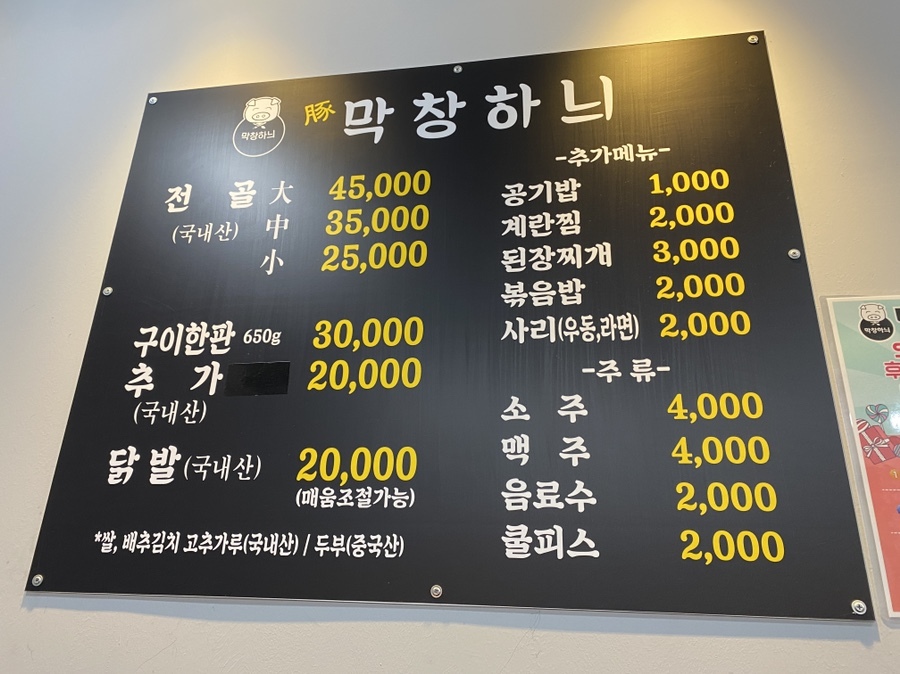 막창하늬
豚 막창하늬
전 골 大 45,000
(국내산) 中 35,000
小 25,000
구이한판 650g 30,000
추 가 20,000
(국내산)
닭발(국내산) 20,000
(매움조절가능)
*쌀, 배추김치 고추가루(국내산) / 두부(중국산)
-추가메뉴-
공기밥 1,000
계란찜 2,000
된장찌개 3,000
볶음밥 2,000
사리(우동,라면) 2,000
-주 류-
소 주 4,000
맥 주 4,000
음료수 2,000
쿨피스 2,000
막창하늬